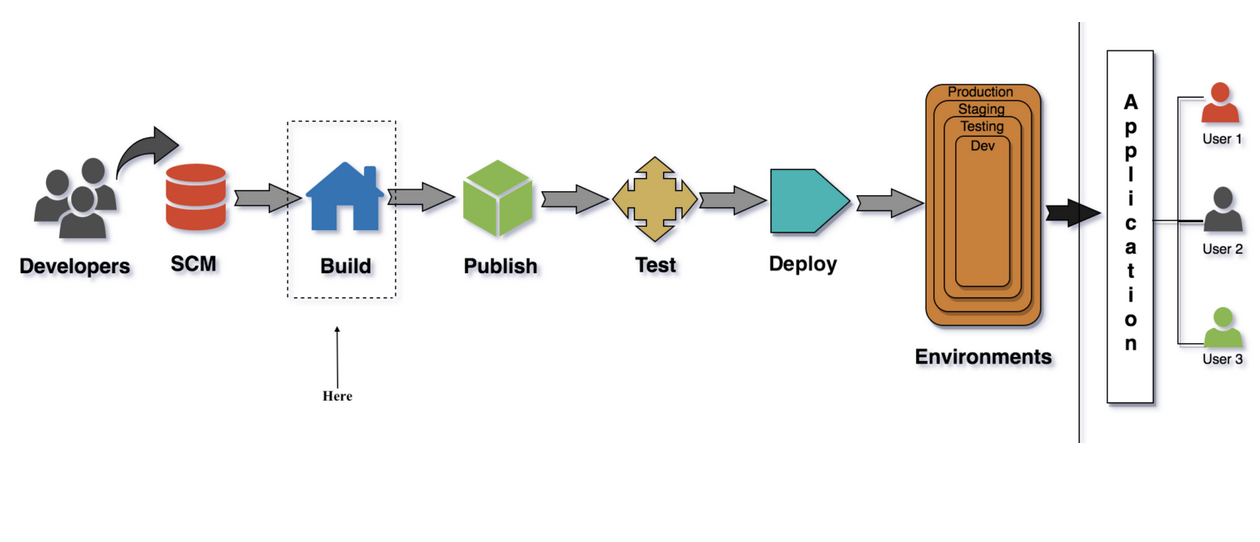 Developers
SCM
Build
Publish
Test
Deploy
Production
Staging
Testing
Dev
Environments
Application
User 1
User 2
User 3
Here